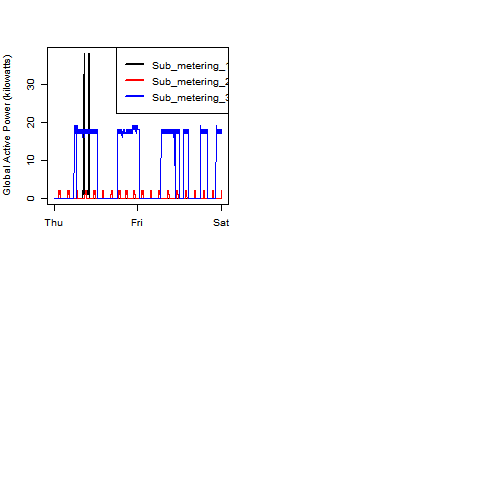 Global Active Power (kilowatts)
30
20
10
0
Sub_metering_1
Sub_metering_2
Sub_metering_3
Thu Fri Sat